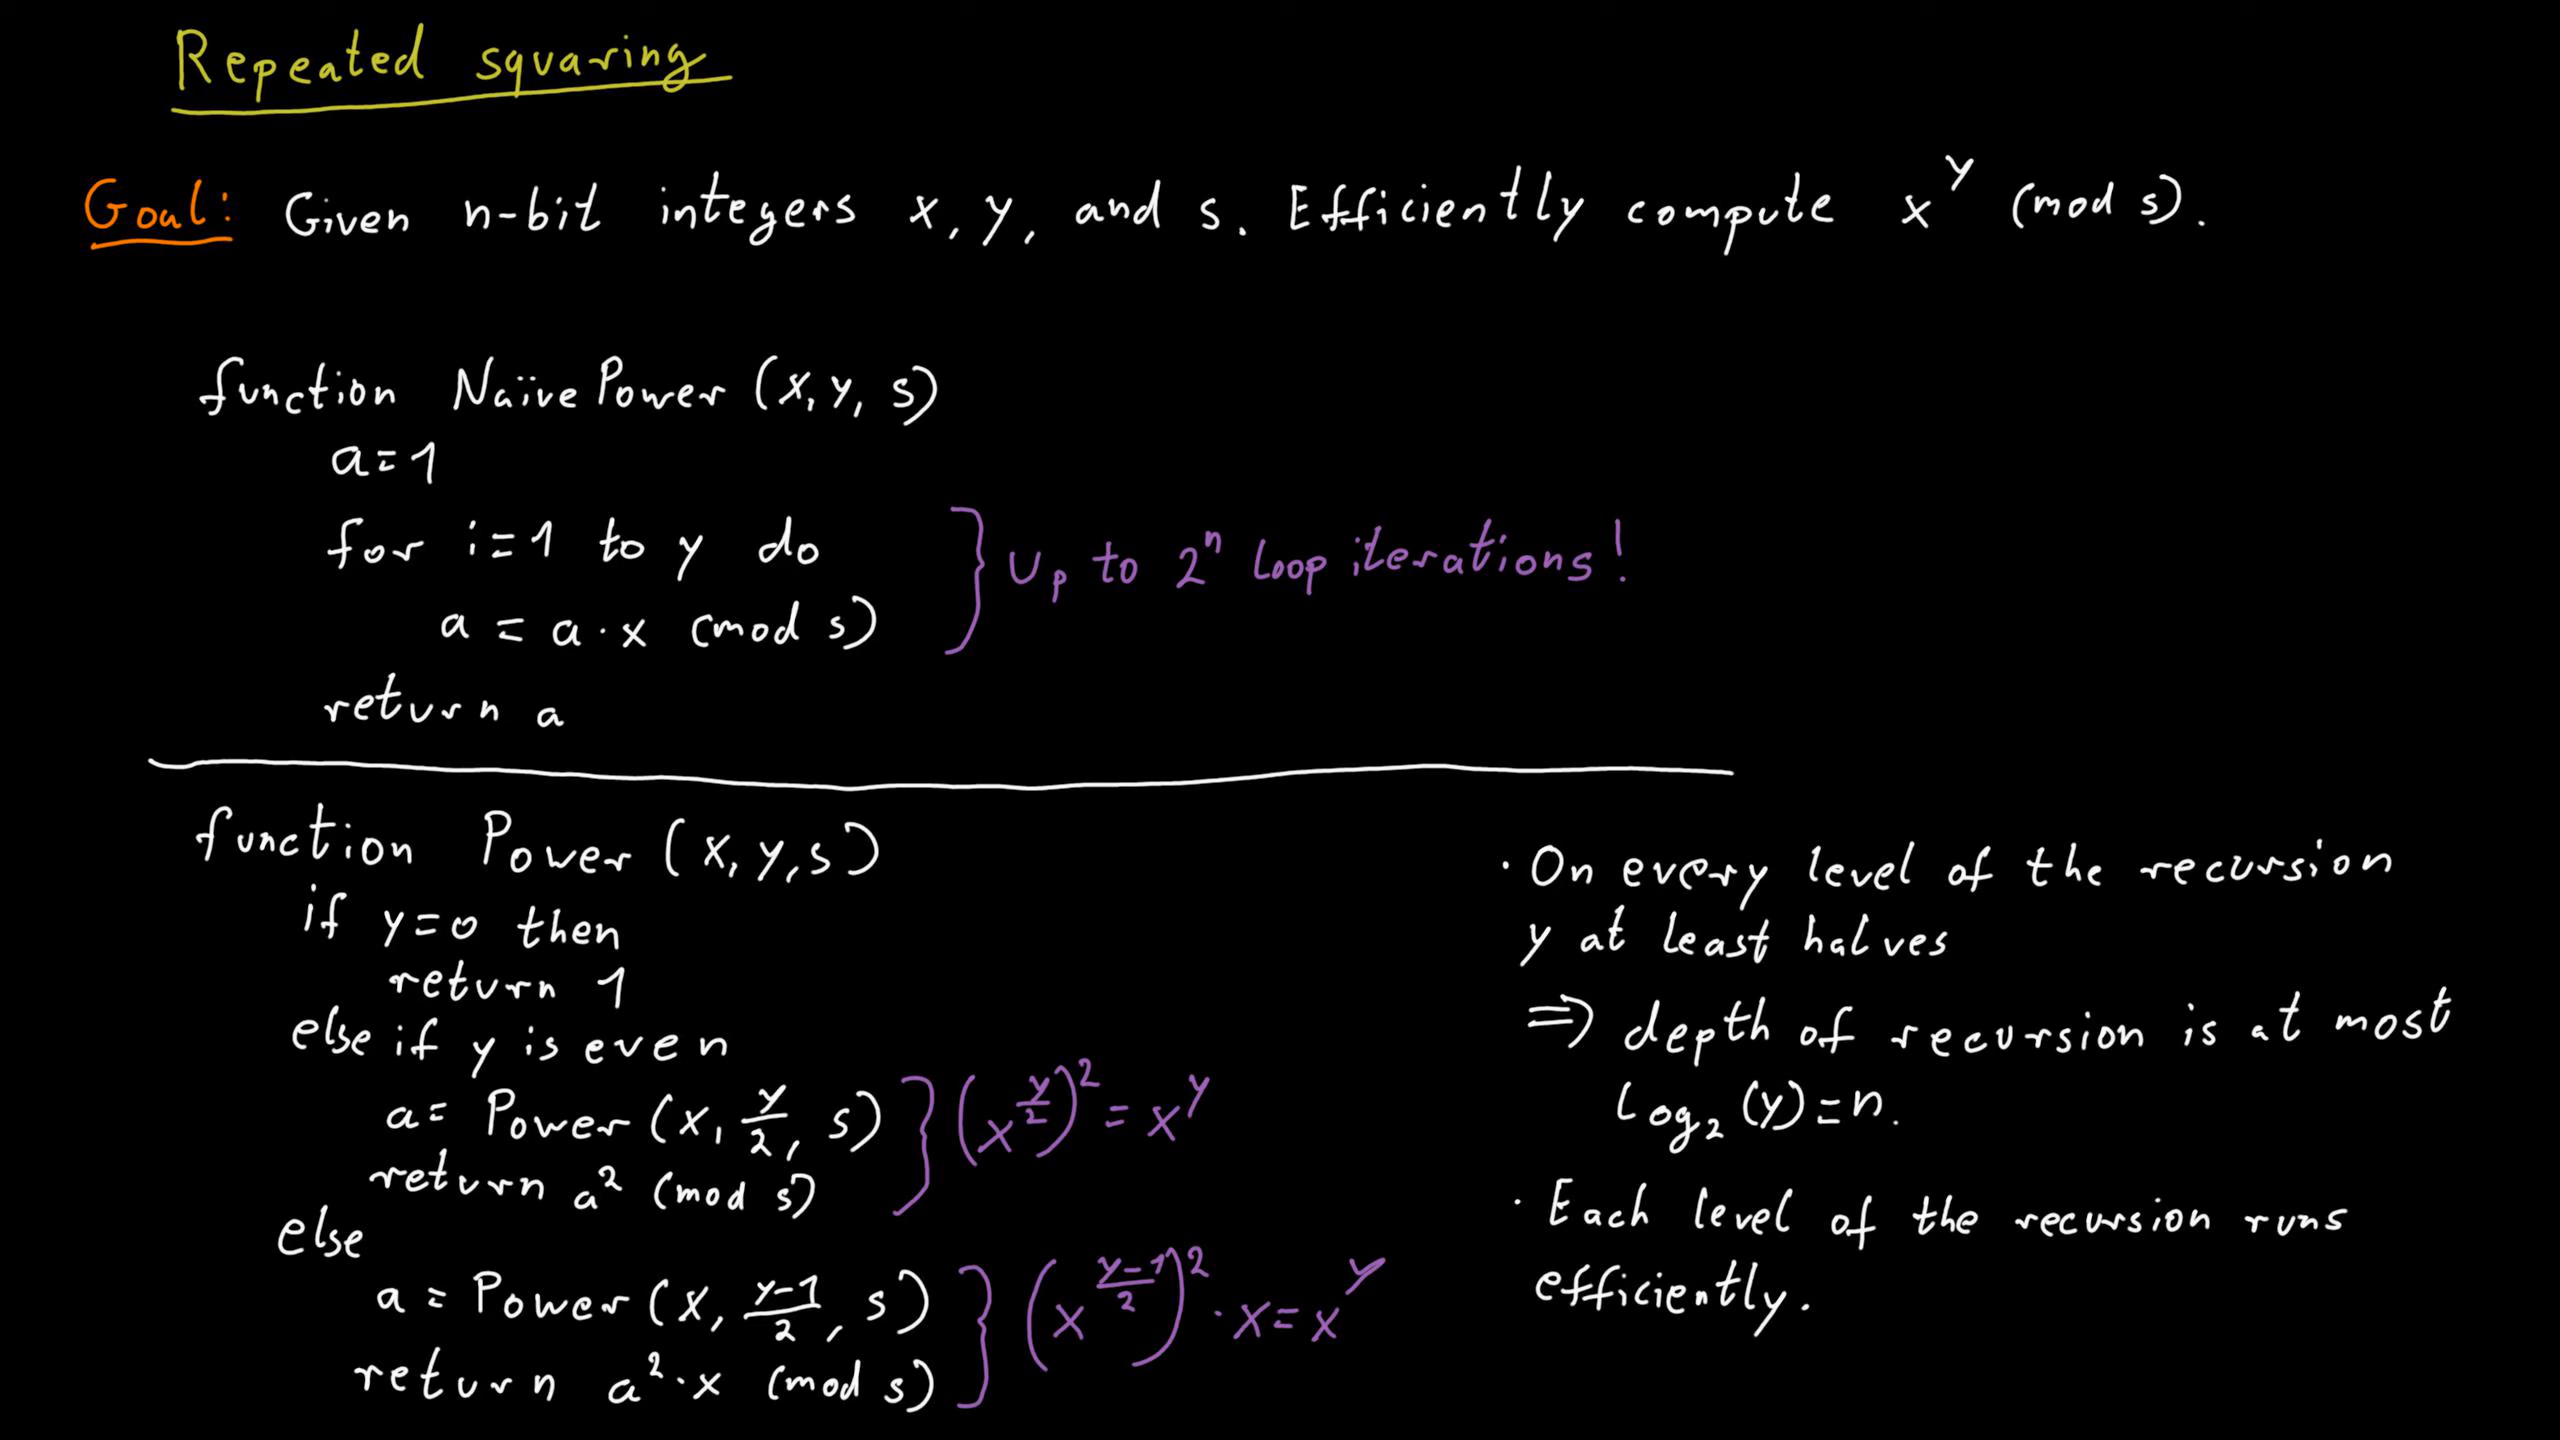 Repeated squaring
Goal: Given n-bit integers x, y, and s. Efficiently compute x^y (mod s).
function NaïvePower (x, y, s)
a=1
for i=1 to y do
a = a · x (mod s)
} Up to 2^n loop iterations!
return a
function Power (x, y, s)
if y=0 then
return 1
else if y is even
a = Power (x, y/2, s)
return a² (mod s)
} (x^(y/2))² = x^y
else
a = Power (x, (y-1)/2, s)
return a² · x (mod s)
} (x^((y-1)/2))² · x = x^y
· On every level of the recursion
y at least halves
⇒ depth of recursion is at most
log₂ (y) = n.
· Each level of the recursion runs
efficiently.